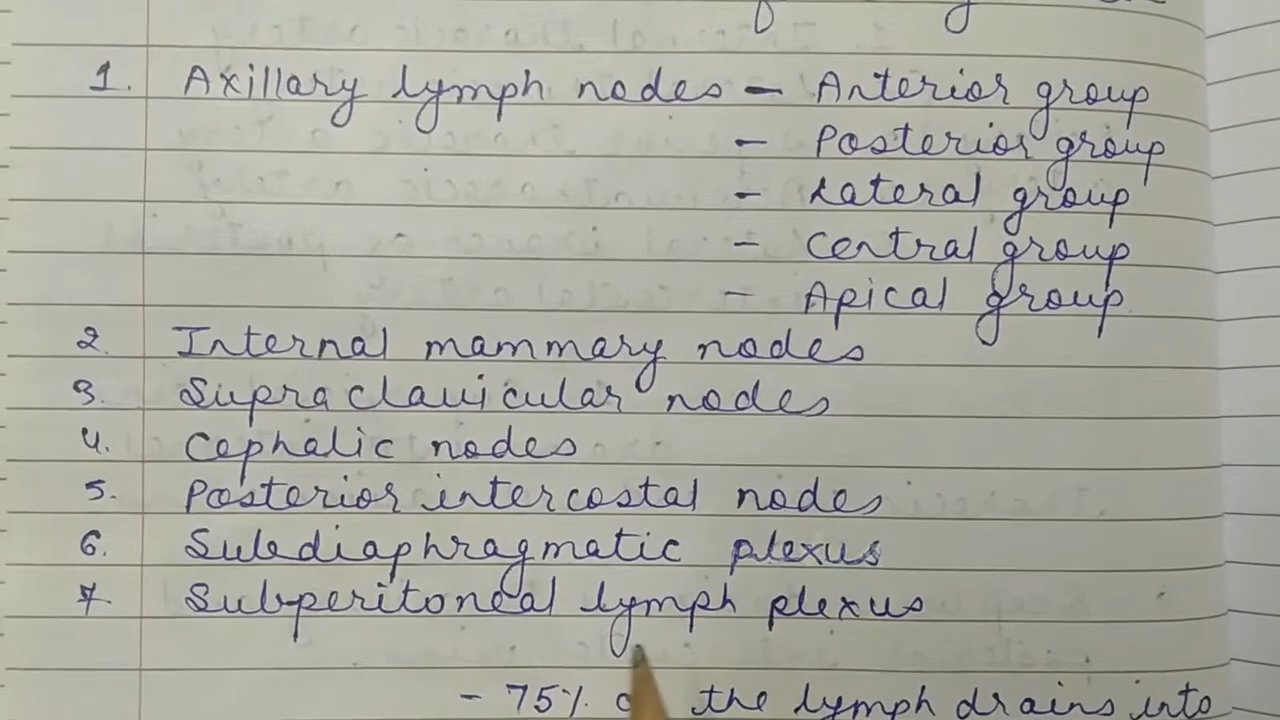 1. Axillary lymph nodes - Anterior group
- Posterior group
- Lateral group
- Central group
- Apical group
2. Internal mammary nodes
3. Supraclavicular nodes
4. Cephalic nodes
5. Posterior intercostal nodes
6. Subdiaphragmatic plexus
7. Subperitoneal lymph plexus
- 75% the lymph drains into